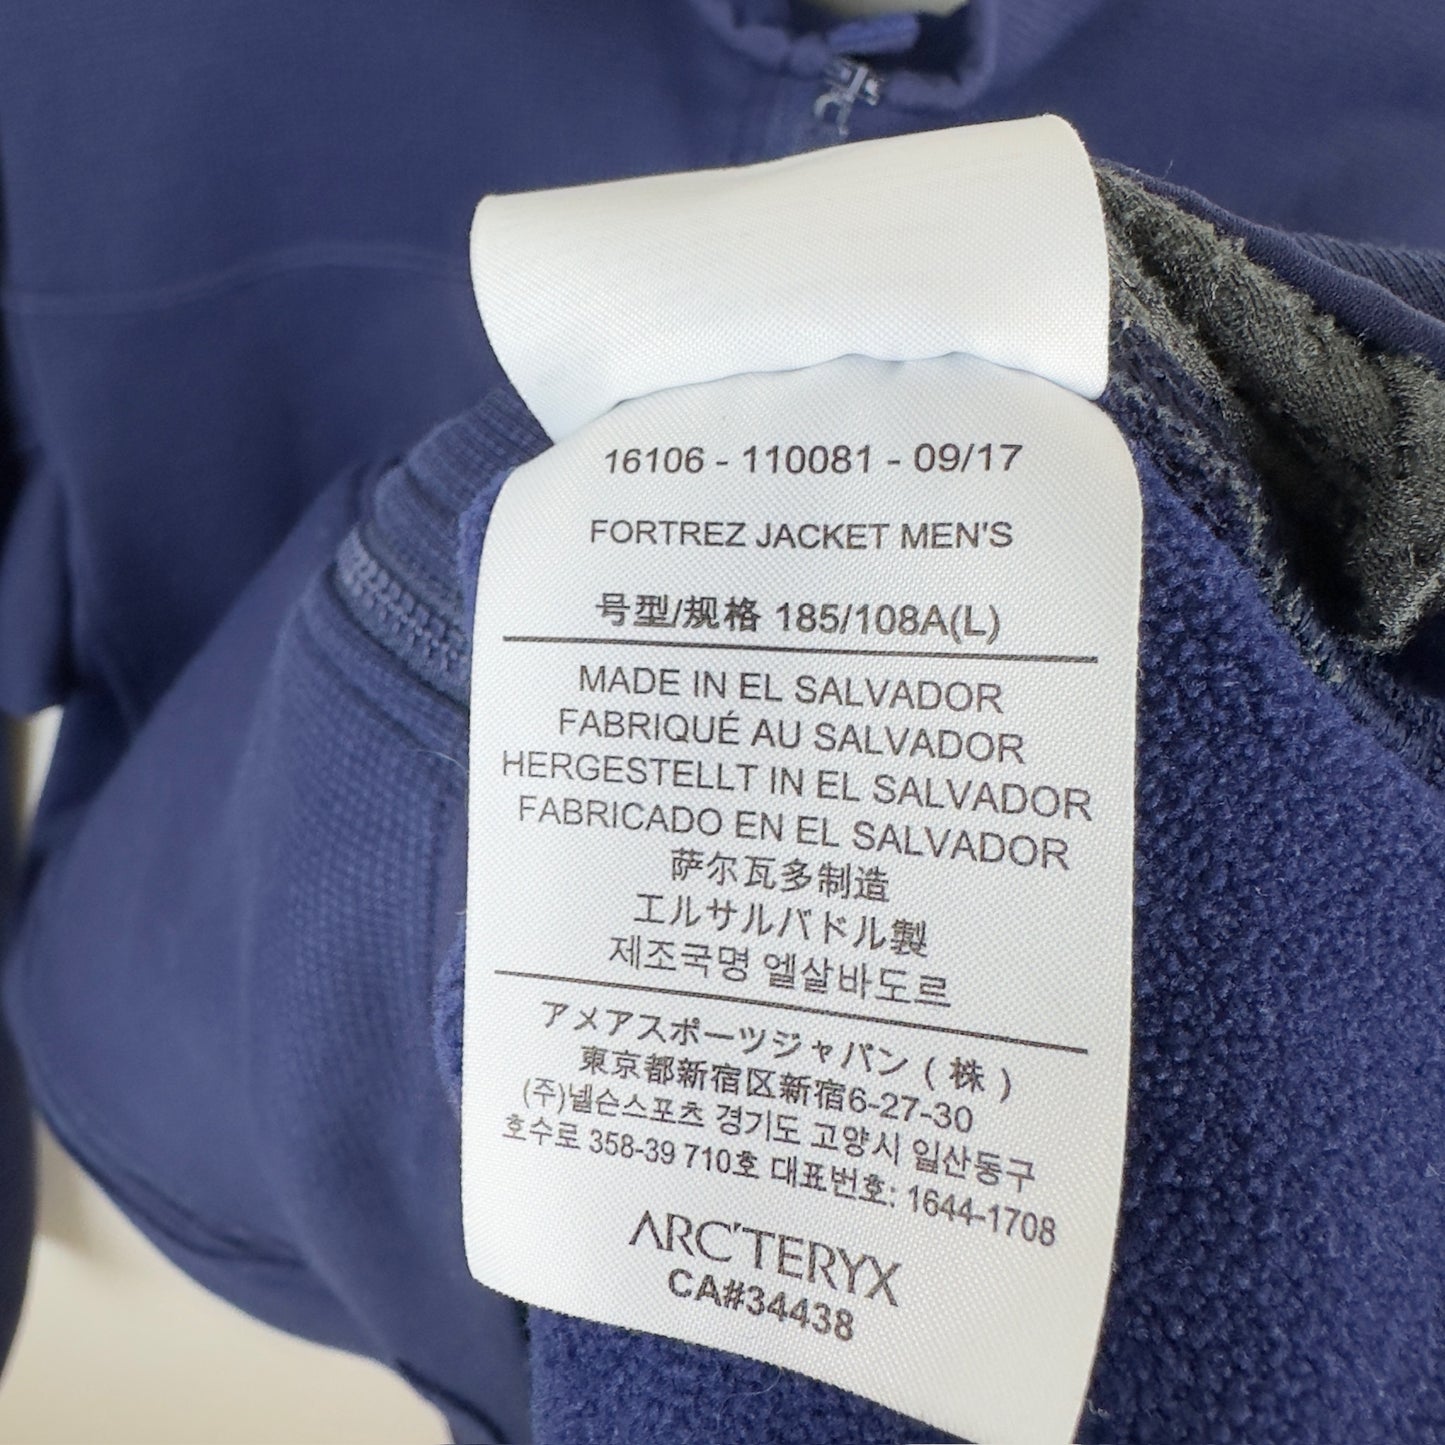 16106 - 110081 - 09/17
FORTREZ JACKET MEN'S
号型/规格 185/108A(L)
MADE IN EL SALVADOR
FABRIQUÉ AU SALVADOR
HERGESTELLT IN EL SALVADOR
FABRICADO EN EL SALVADOR
萨尔瓦多制造
エルサルバドル製
제조국명 엘살바도르
アメアスポーツジャパン ( 株 )
東京都新宿区新宿6-27-30
(주)넬슨스포츠 경기도 고양시 일산동구
호수로 358-39 710호 대표번호: 1644-1708
ARC'TERYX
CA#34438